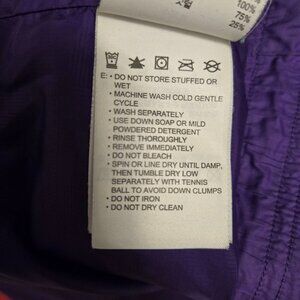 100%
75%
25%
E: • DO NOT STORE STUFFED OR
WET
• MACHINE WASH COLD GENTLE
CYCLE
• WASH SEPARATELY
• USE DOWN SOAP OR MILD
POWDERED DETERGENT
• RINSE THOROUGHLY
• REMOVE IMMEDIATELY
• DO NOT BLEACH
• SPIN OR LINE DRY UNTIL DAMP,
THEN TUMBLE DRY LOW
SEPARATELY WITH TENNIS
BALL TO AVOID DOWN CLUMPS
• DO NOT IRON
• DO NOT DRY CLEAN